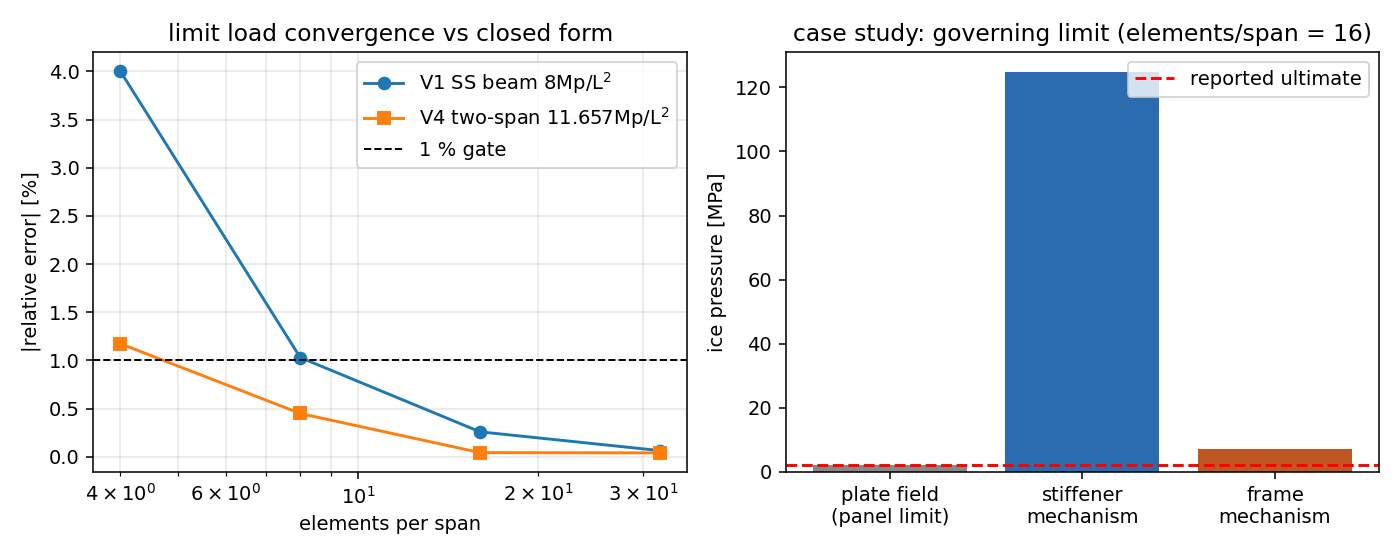 limit load convergence vs closed form
|relative error| [%]
4.0
3.5
3.0
2.5
2.0
1.5
1.0
0.5
0.0
V1 SS beam 8Mp/L²
V4 two-span 11.657Mp/L²
1 % gate
4 × 10⁰
6 × 10⁰
10¹
2 × 10¹
3 × 10¹
elements per span
case study: governing limit (elements/span = 16)
ice pressure [MPa]
120
100
80
60
40
20
0
reported ultimate
plate field
(panel limit)
stiffener
mechanism
frame
mechanism